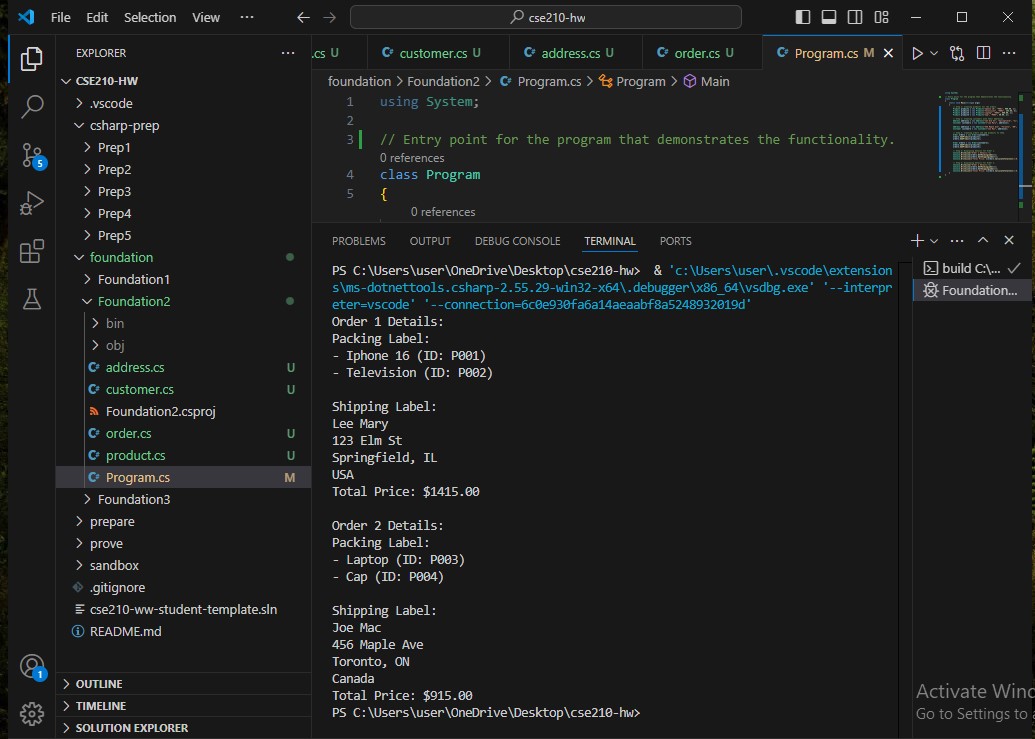 File Edit Selection View ··· cse210-hw
EXPLORER ···
CSE210-HW
.vscode
csharp-prep
Prep1
Prep2
Prep3
Prep4
Prep5
foundation
Foundation1
Foundation2
bin
obj
address.cs U
customer.cs U
Foundation2.csproj
order.cs U
product.cs U
Program.cs M
Foundation3
prepare
prove
sandbox
.gitignore
cse210-ww-student-template.sln
README.md
OUTLINE
TIMELINE
SOLUTION EXPLORER
5
1
.cs U customer.cs U address.cs U order.cs U Program.cs M
foundation > Foundation2 > Program.cs > Program > Main
1 using System;
2
3 // Entry point for the program that demonstrates the functionality.
0 references
4 class Program
5 {
0 references
PROBLEMS OUTPUT DEBUG CONSOLE TERMINAL PORTS
PS C:\Users\user\OneDrive\Desktop\cse210-hw> & 'c:\Users\user\.vscode\extension
s\ms-dotnettools.csharp-2.55.29-win32-x64\.debugger\x86_64\vsdbg.exe' '--interpr
eter=vscode' '--connection=6c0e930fa6a14aeaabf8a5248932019d'
Order 1 Details:
Packing Label:
- Iphone 16 (ID: P001)
- Television (ID: P002)
Shipping Label:
Lee Mary
123 Elm St
Springfield, IL
USA
Total Price: $1415.00
Order 2 Details:
Packing Label:
- Laptop (ID: P003)
- Cap (ID: P004)
Shipping Label:
Joe Mac
456 Maple Ave
Toronto, ON
Canada
Total Price: $915.00
PS C:\Users\user\OneDrive\Desktop\cse210-hw>
build C:\...
Foundation...
Activate Winc
Go to Settings to a